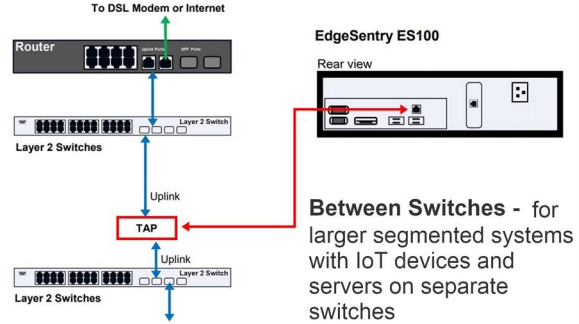 To DSL Modem or Internet
Router
Uplink Ports
SFP Ports
EdgeSentry ES100
Rear view
Layer 2 Switch
Layer 2 Switches
Uplink
TAP
Between Switches - for
larger segmented systems
with IoT devices and
servers on separate
switches
Uplink
Layer 2 Switch
Layer 2 Switches